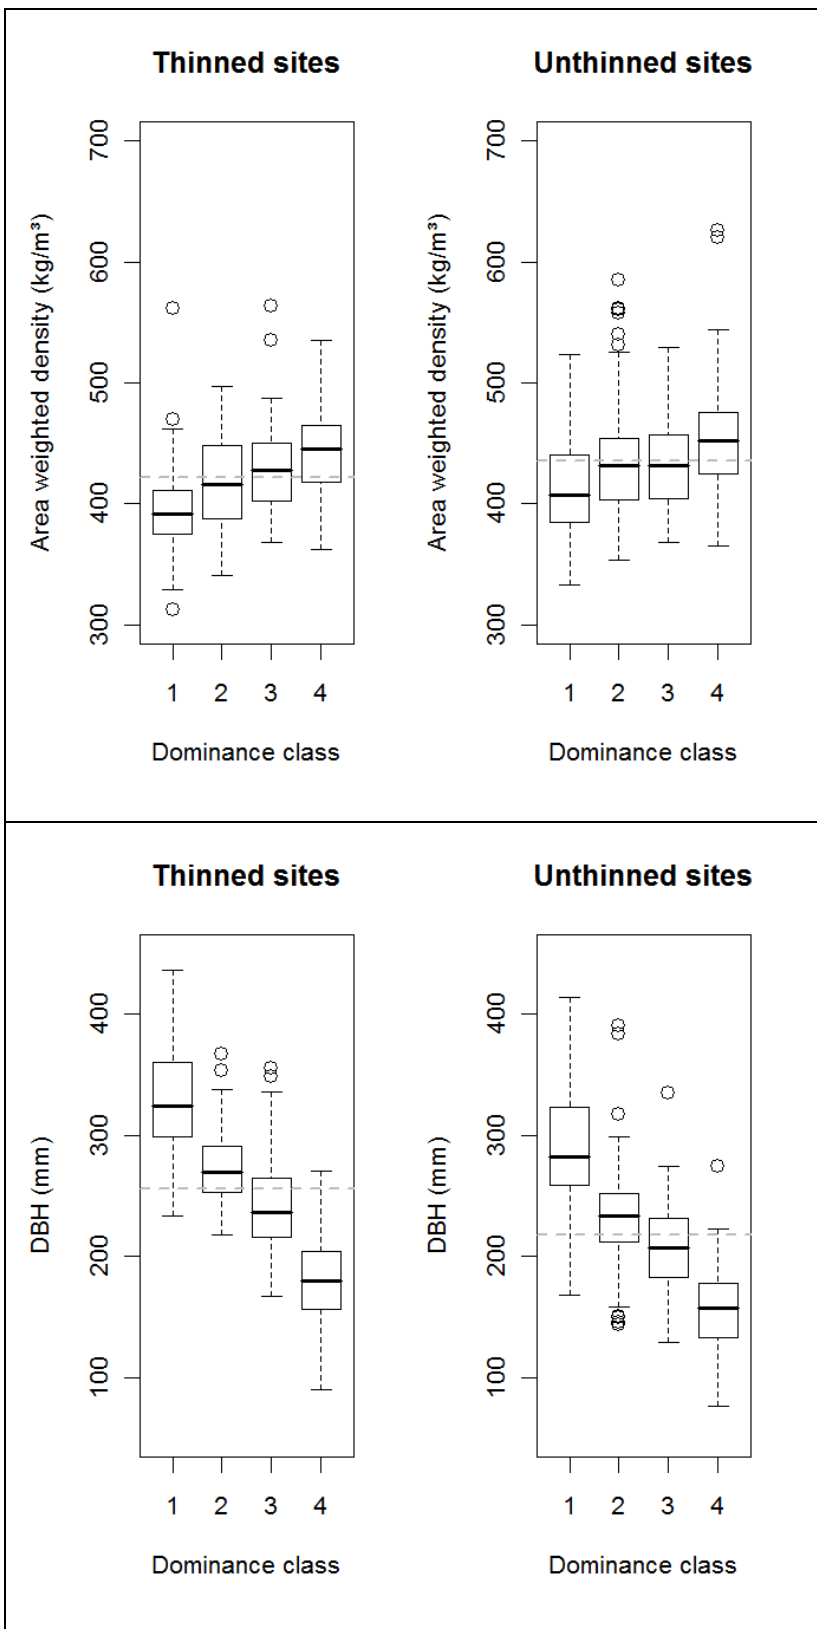 Thinned sites
Unthinned sites
Area weighted density (kg/m³)
700
600
500
400
300
1 2 3 4
Dominance class
Area weighted density (kg/m³)
700
600
500
400
300
1 2 3 4
Dominance class
Thinned sites
Unthinned sites
DBH (mm)
400
300
200
100
1 2 3 4
Dominance class
DBH (mm)
400
300
200
100
1 2 3 4
Dominance class